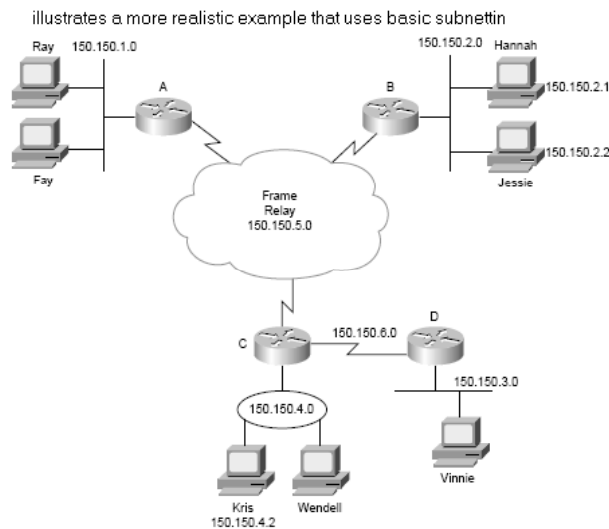 illustrates a more realistic example that uses basic subnettin
Ray
150.150.1.0
150.150.2.0
Hannah
A
B
150.150.2.1
150.150.2.2
Fay
Jessie
Frame
Relay
150.150.5.0
C
150.150.6.0
D
150.150.4.0
150.150.3.0
Kris
150.150.4.2
Wendell
Vinnie